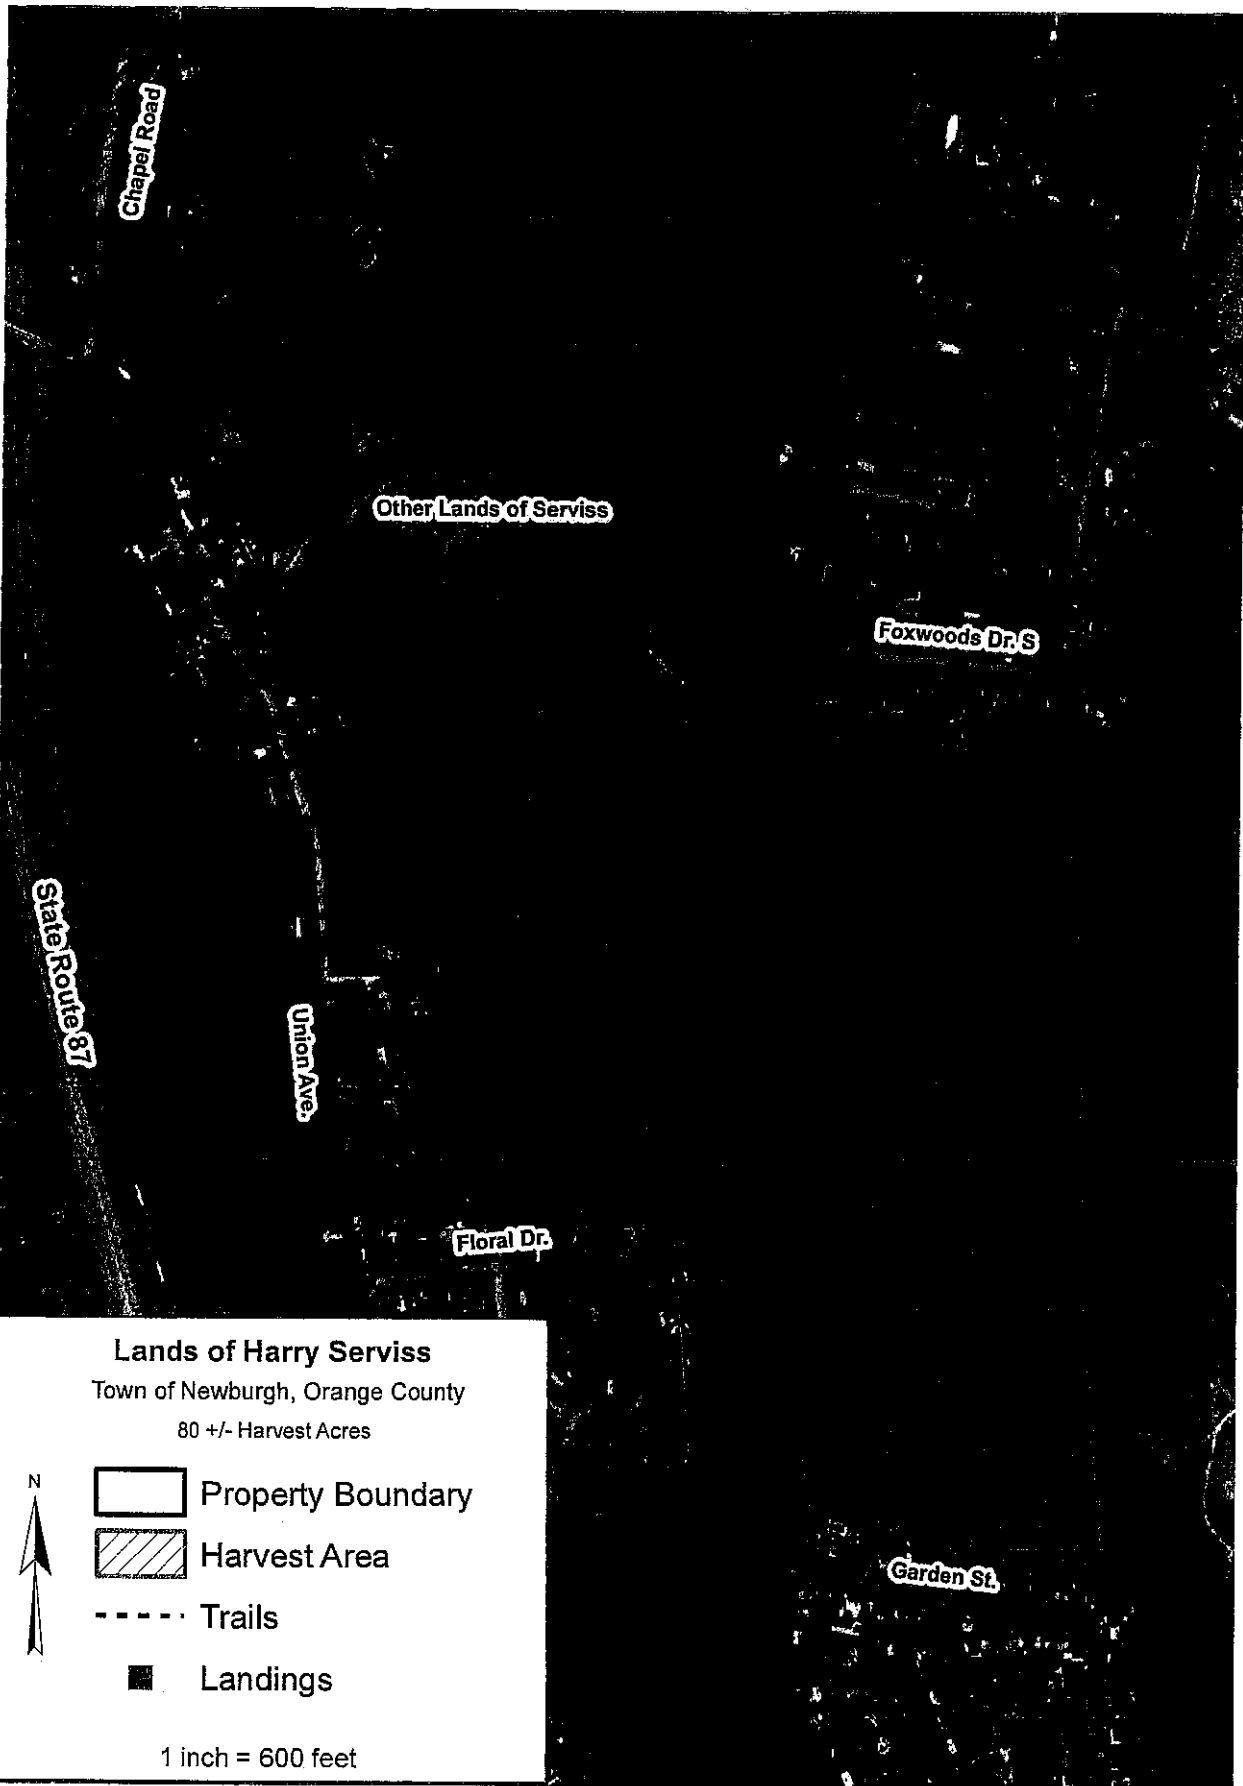 Chapel Road
Other Lands of Serviss
Foxwoods Dr. S
State Route 87
Union Ave.
Floral Dr.
Lands of Harry Serviss
Town of Newburgh, Orange County
80 +/- Harvest Acres
N
Property Boundary
Harvest Area
Trails
Landings
1 inch = 600 feet
Garden St.